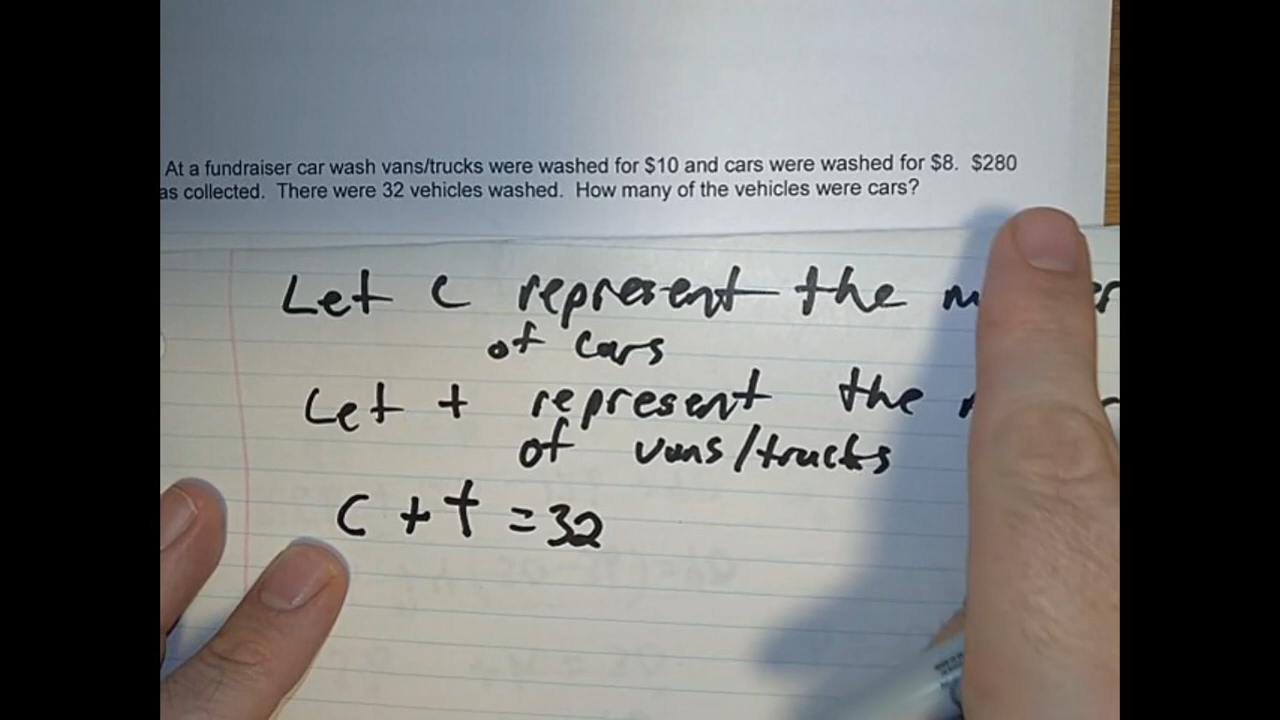 At a fundraiser car wash vans/trucks were washed for $10 and cars were washed for $8. $280
as collected. There were 32 vehicles washed. How many of the vehicles were cars?
Let c represent the
of cars
Let t represent the
of vans/trucks
c + t = 32